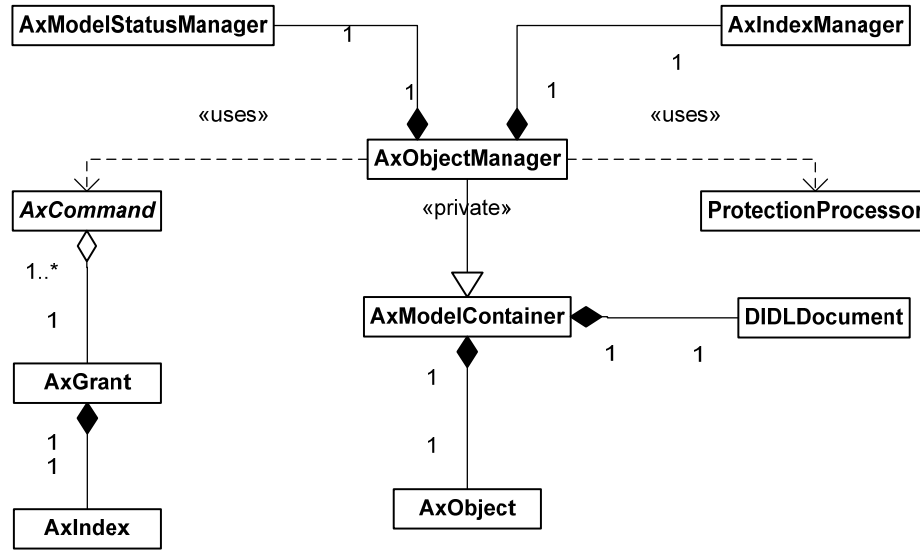 AxModelStatusManager
AxIndexManager
1
1
1
1
«uses»
«uses»
AxObjectManager
AxCommand
«private»
ProtectionProcessor
1..*
AxModelContainer
DIDLDocument
1
1
1
AxGrant
1
1
1
1
AxObject
AxIndex